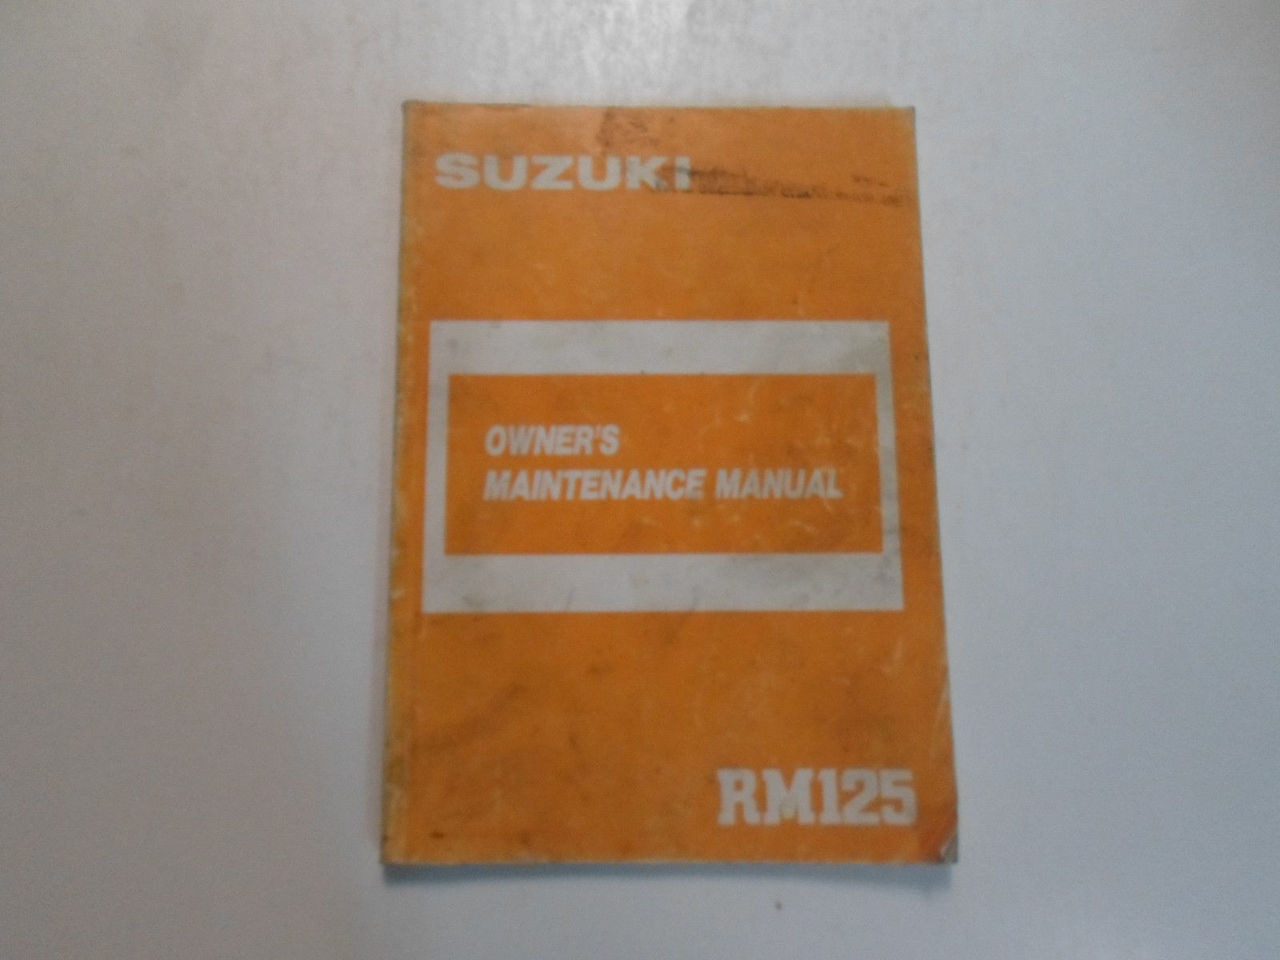 SUZUKI
OWNER'S
MAINTENANCE MANUAL
RM125